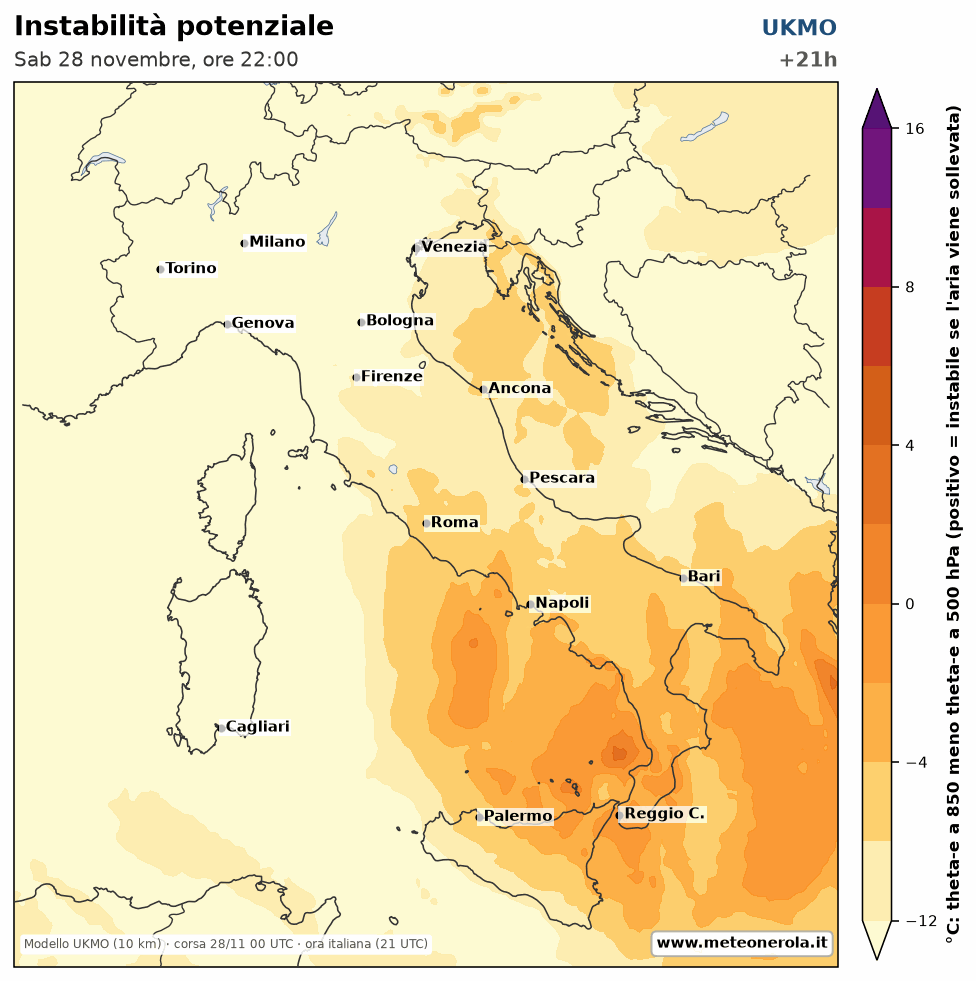 Instabilità potenziale
UKMO
Sab 28 novembre, ore 22:00
+21h
Milano
Venezia
Torino
Genova
Bologna
Firenze
Ancona
Pescara
Roma
Bari
Napoli
Cagliari
Palermo
Reggio C.
Modello UKMO (10 km) · corsa 28/11 00 UTC · ora italiana (21 UTC)
www.meteonerola.it
16
8
4
0
−4
−12
°C: theta-e a 850 meno theta-e a 500 hPa (positivo = instabile se l'aria viene sollevata)